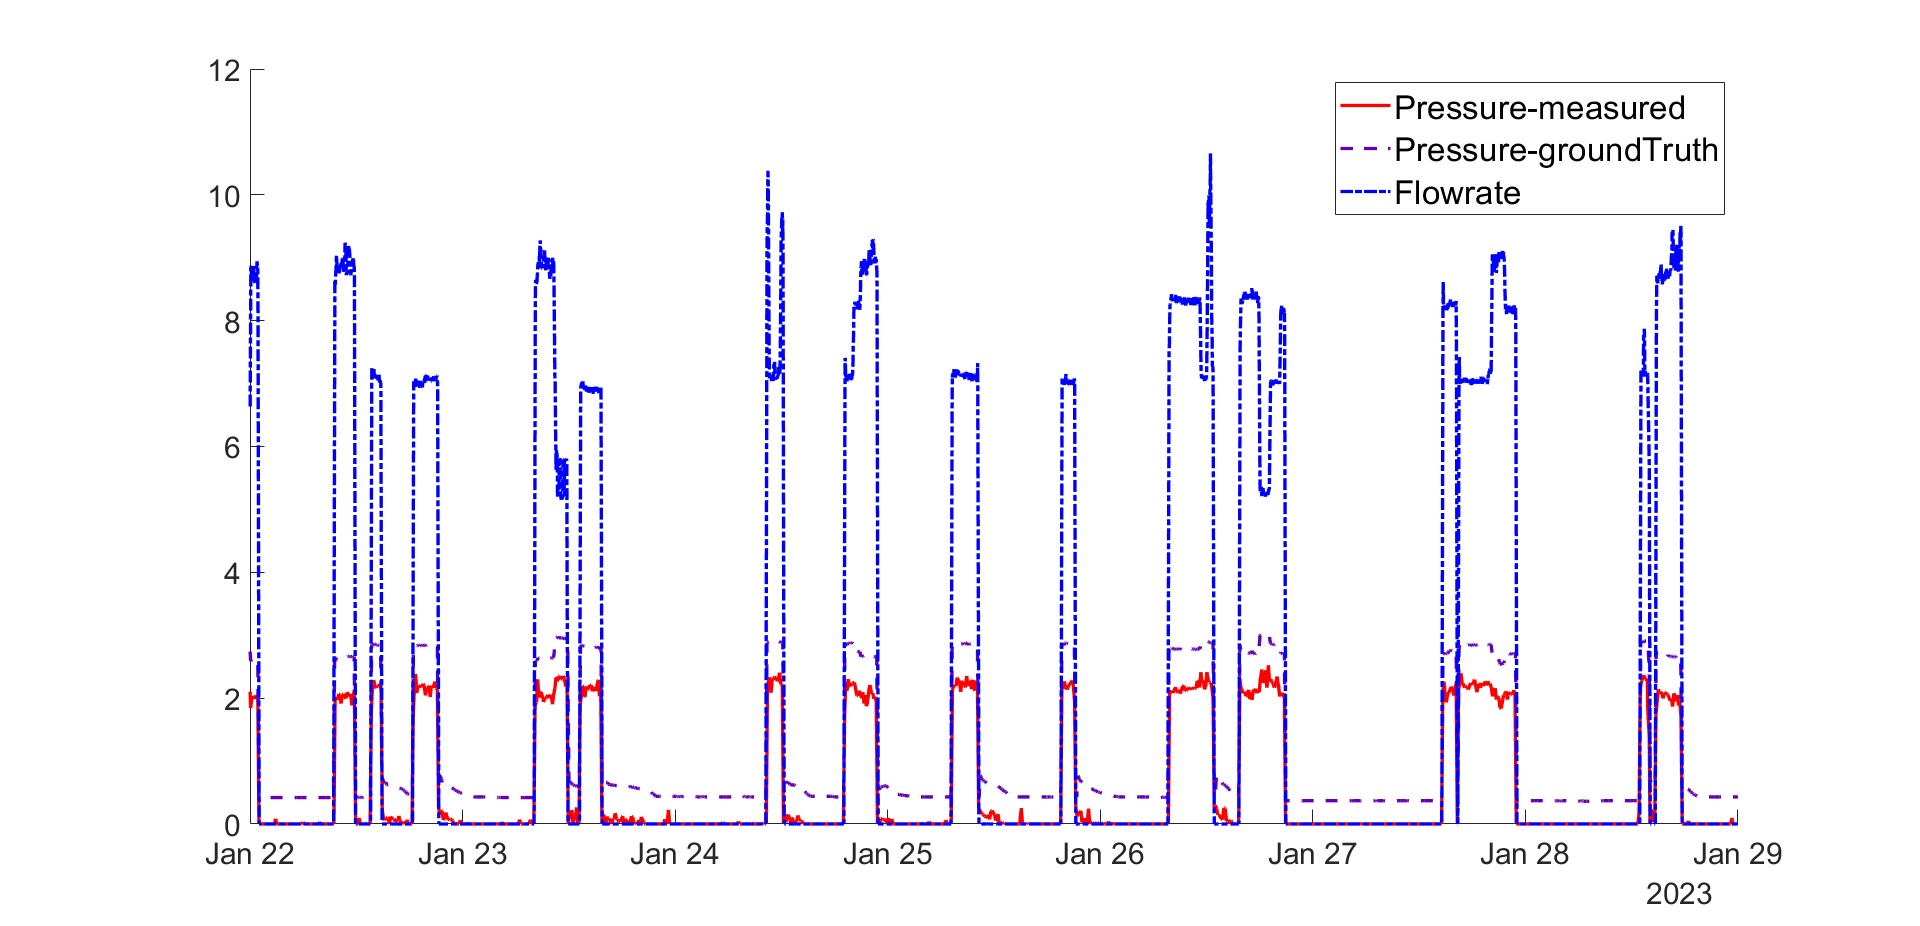 12
10
8
6
4
2
0
Pressure-measured
Pressure-groundTruth
Flowrate
Jan 22
Jan 23
Jan 24
Jan 25
Jan 26
Jan 27
Jan 28
Jan 29
2023